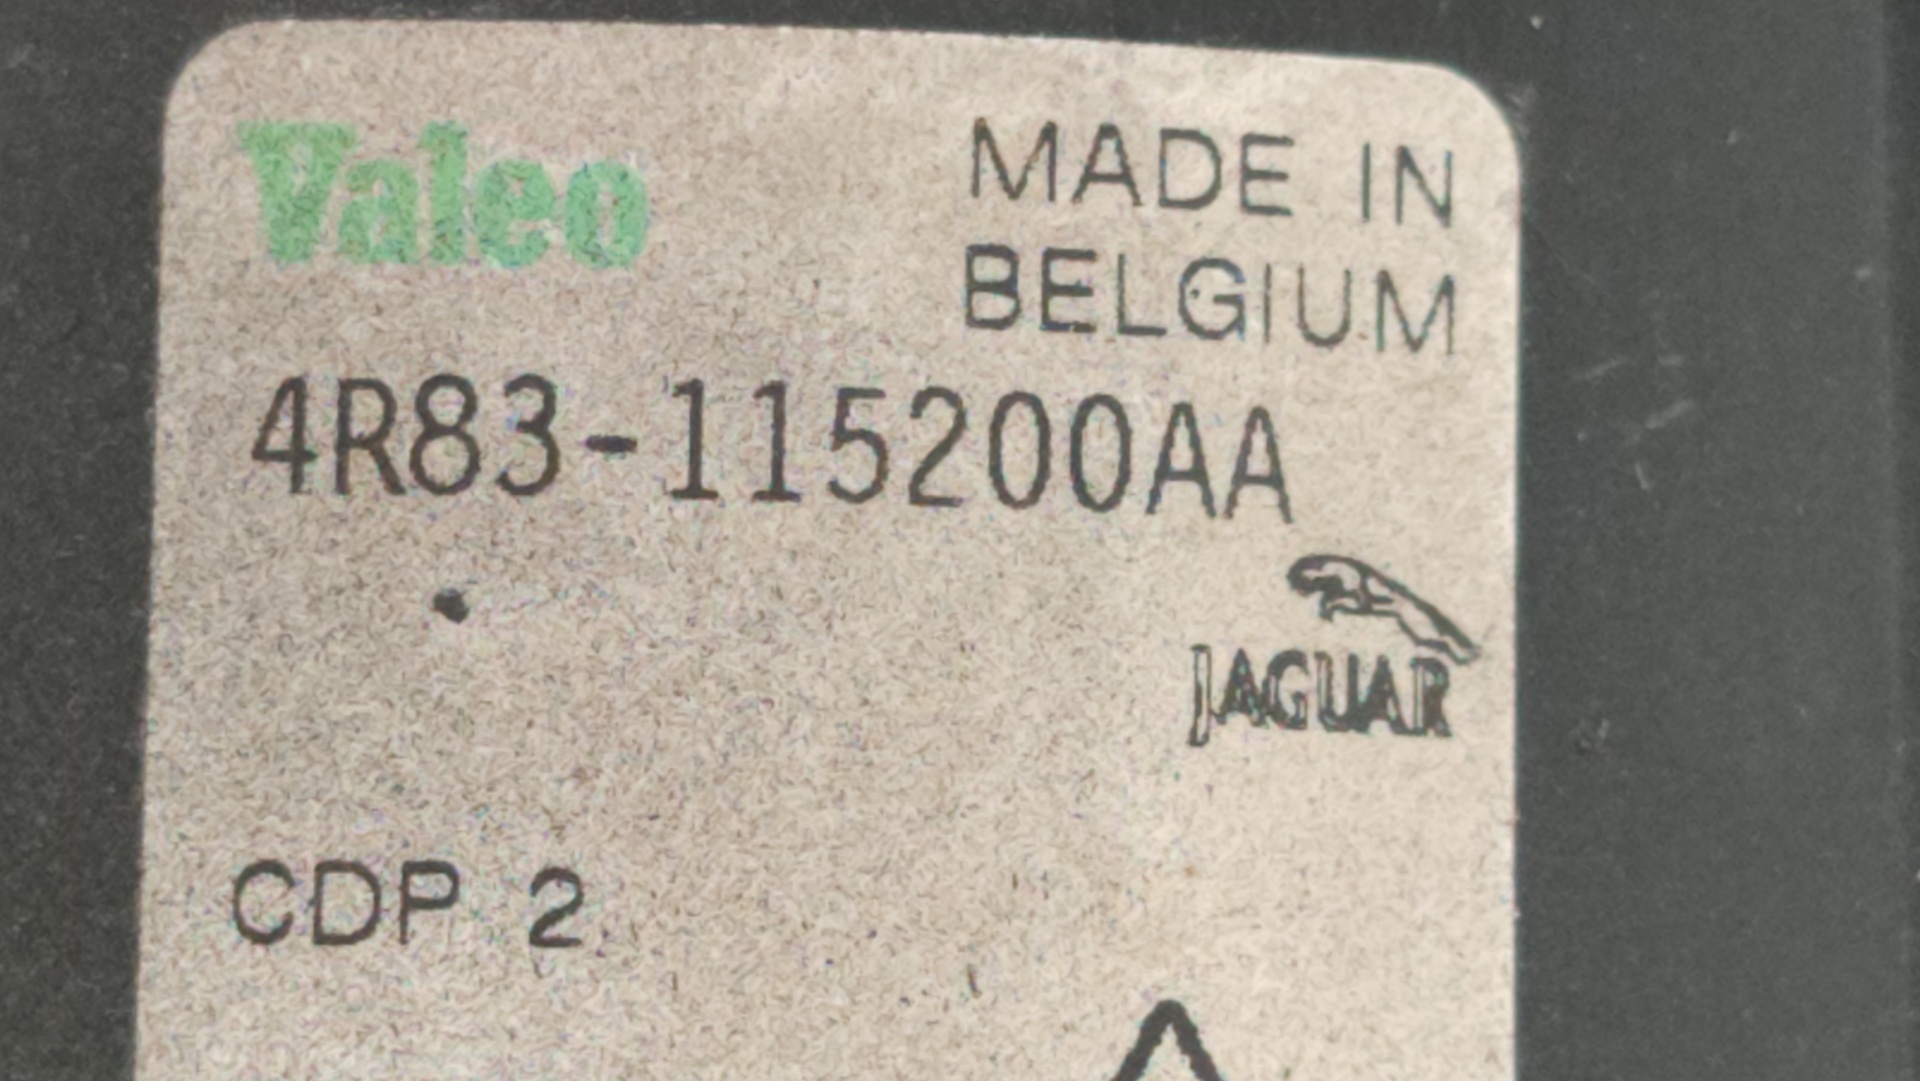 Valeo
MADE IN
BELGIUM
4R83-115200AA
JAGUAR
CDP 2